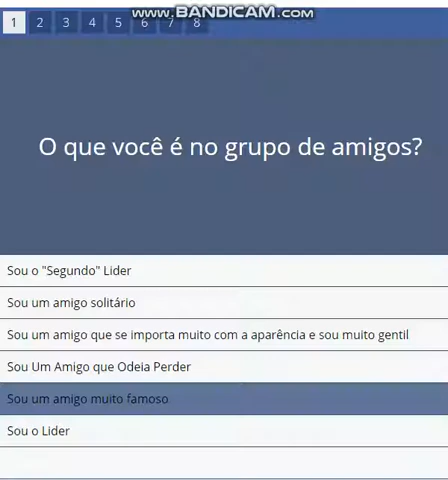 www.BANDICAM.com
1 2 3 4 5 6 7 8
O que você é no grupo de amigos?
Sou o "Segundo" Lider
Sou um amigo solitário
Sou um amigo que se importa muito com a aparência e sou muito gentil
Sou Um Amigo que Odeia Perder
Sou um amigo muito famoso
Sou o Lider